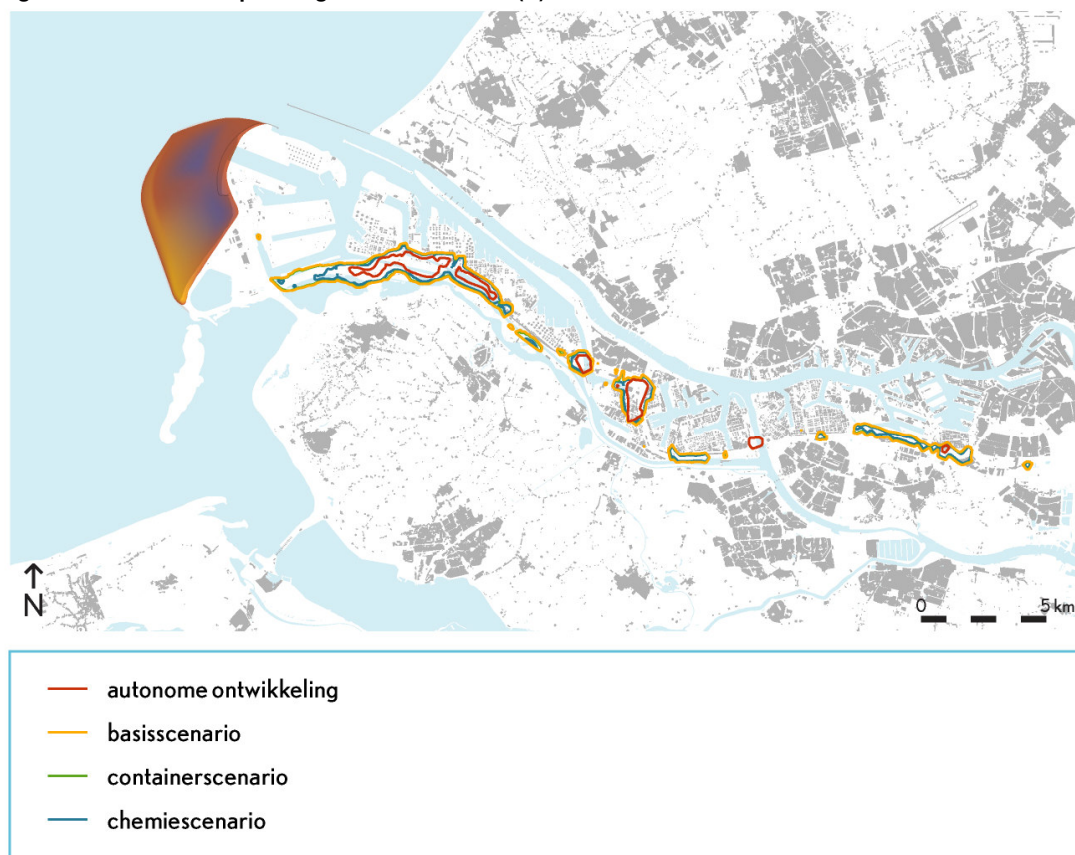 N
0 5 km
autonome ontwikkeling
basisscenario
containerscenario
chemiescenario